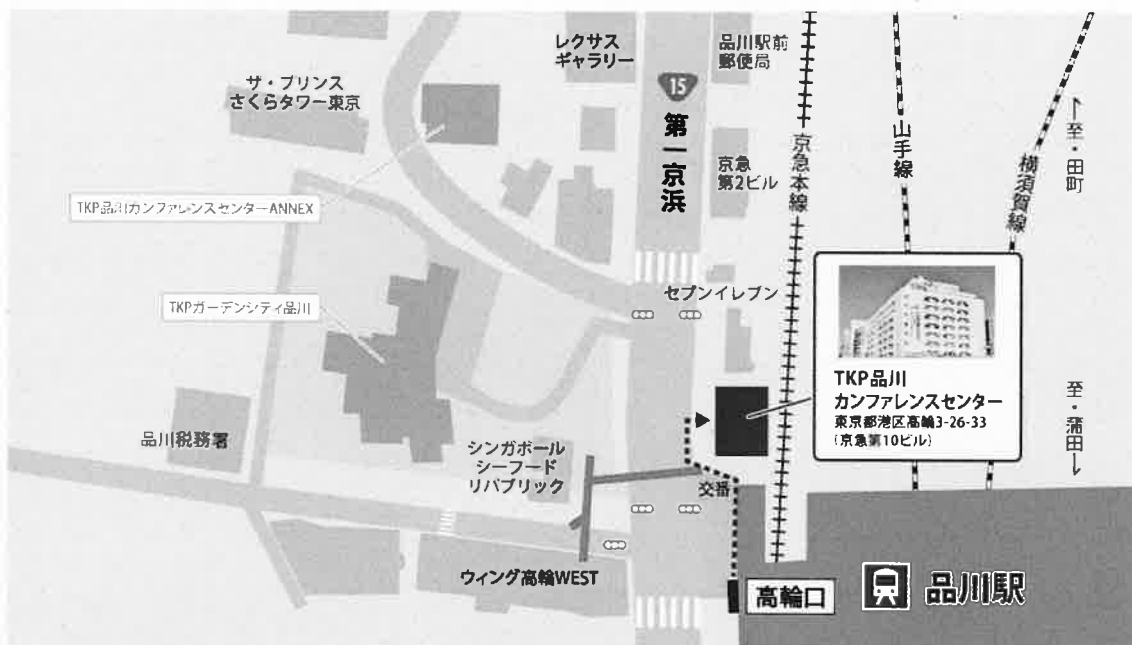 レクサス
ギャラリー
品川駅前
郵便局
ザ・プリンス
さくらタワー東京
15
第一京浜
京急
第2ビル
京急本線
山手線
横須賀線
↑至・田町
TKP品川カンファレンスセンターANNEX
TKPガーデンシティ品川
セブンイレブン
TKP品川
カンファレンスセンター
東京都港区高輪3-26-33
(京急第10ビル)
至・蒲田↓
品川税務署
シンガポール
シーフード
リパブリック
交番
ウィング高輪WEST
高輪口
品川駅